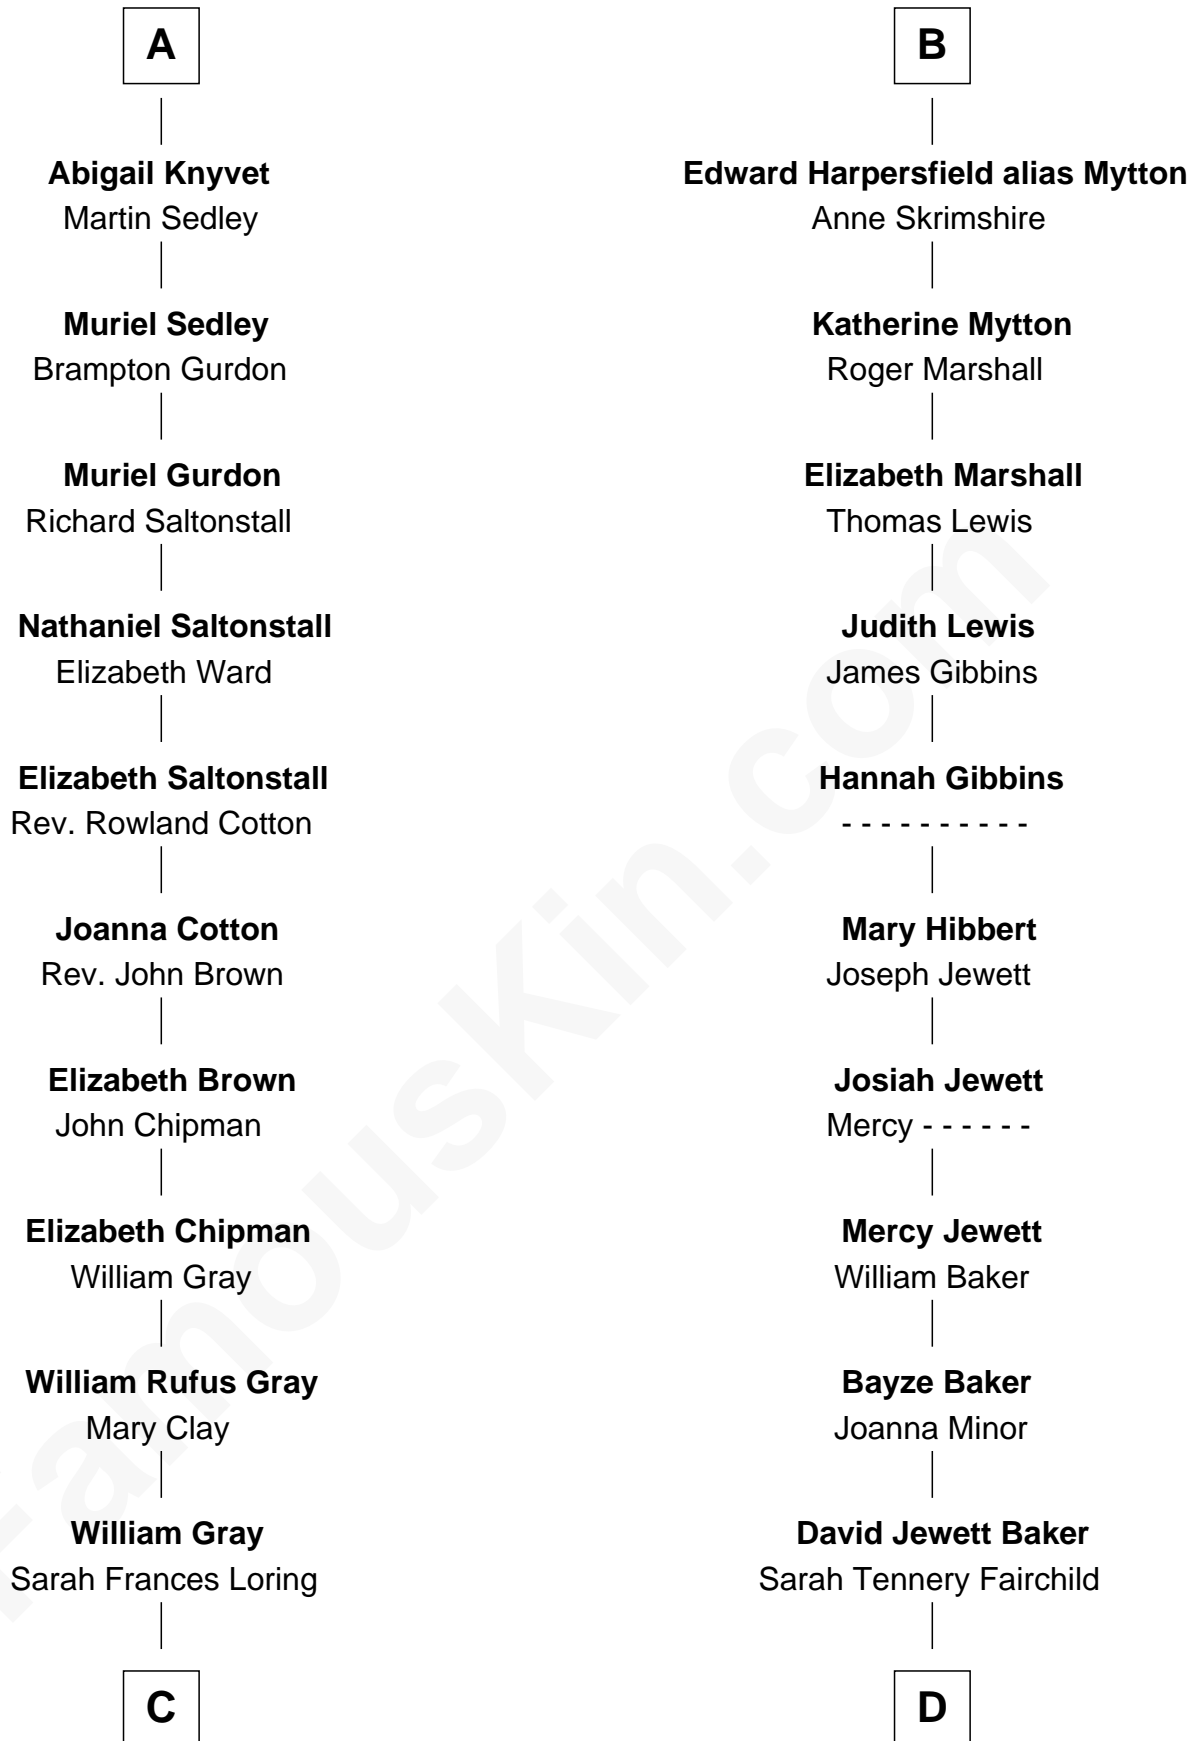 A
Abigail Knyvet
Martin Sedley
Muriel Sedley
Brampton Gurdon
Muriel Gurdon
Richard Saltonstall
Nathaniel Saltonstall
Elizabeth Ward
Elizabeth Saltonstall
Rev. Rowland Cotton
Joanna Cotton
Rev. John Brown
Elizabeth Brown
John Chipman
Elizabeth Chipman
William Gray
William Rufus Gray
Mary Clay
William Gray
Sarah Frances Loring
C
B
Edward Harpersfield alias Mytton
Anne Skrimshire
Katherine Mytton
Roger Marshall
Elizabeth Marshall
Thomas Lewis
Judith Lewis
James Gibbins
Hannah Gibbins
- - - - - - - - - -
Mary Hibbert
Joseph Jewett
Josiah Jewett
Mercy - - - - - -
Mercy Jewett
William Baker
Bayze Baker
Joanna Minor
David Jewett Baker
Sarah Tennery Fairchild
D
FamousKin.com